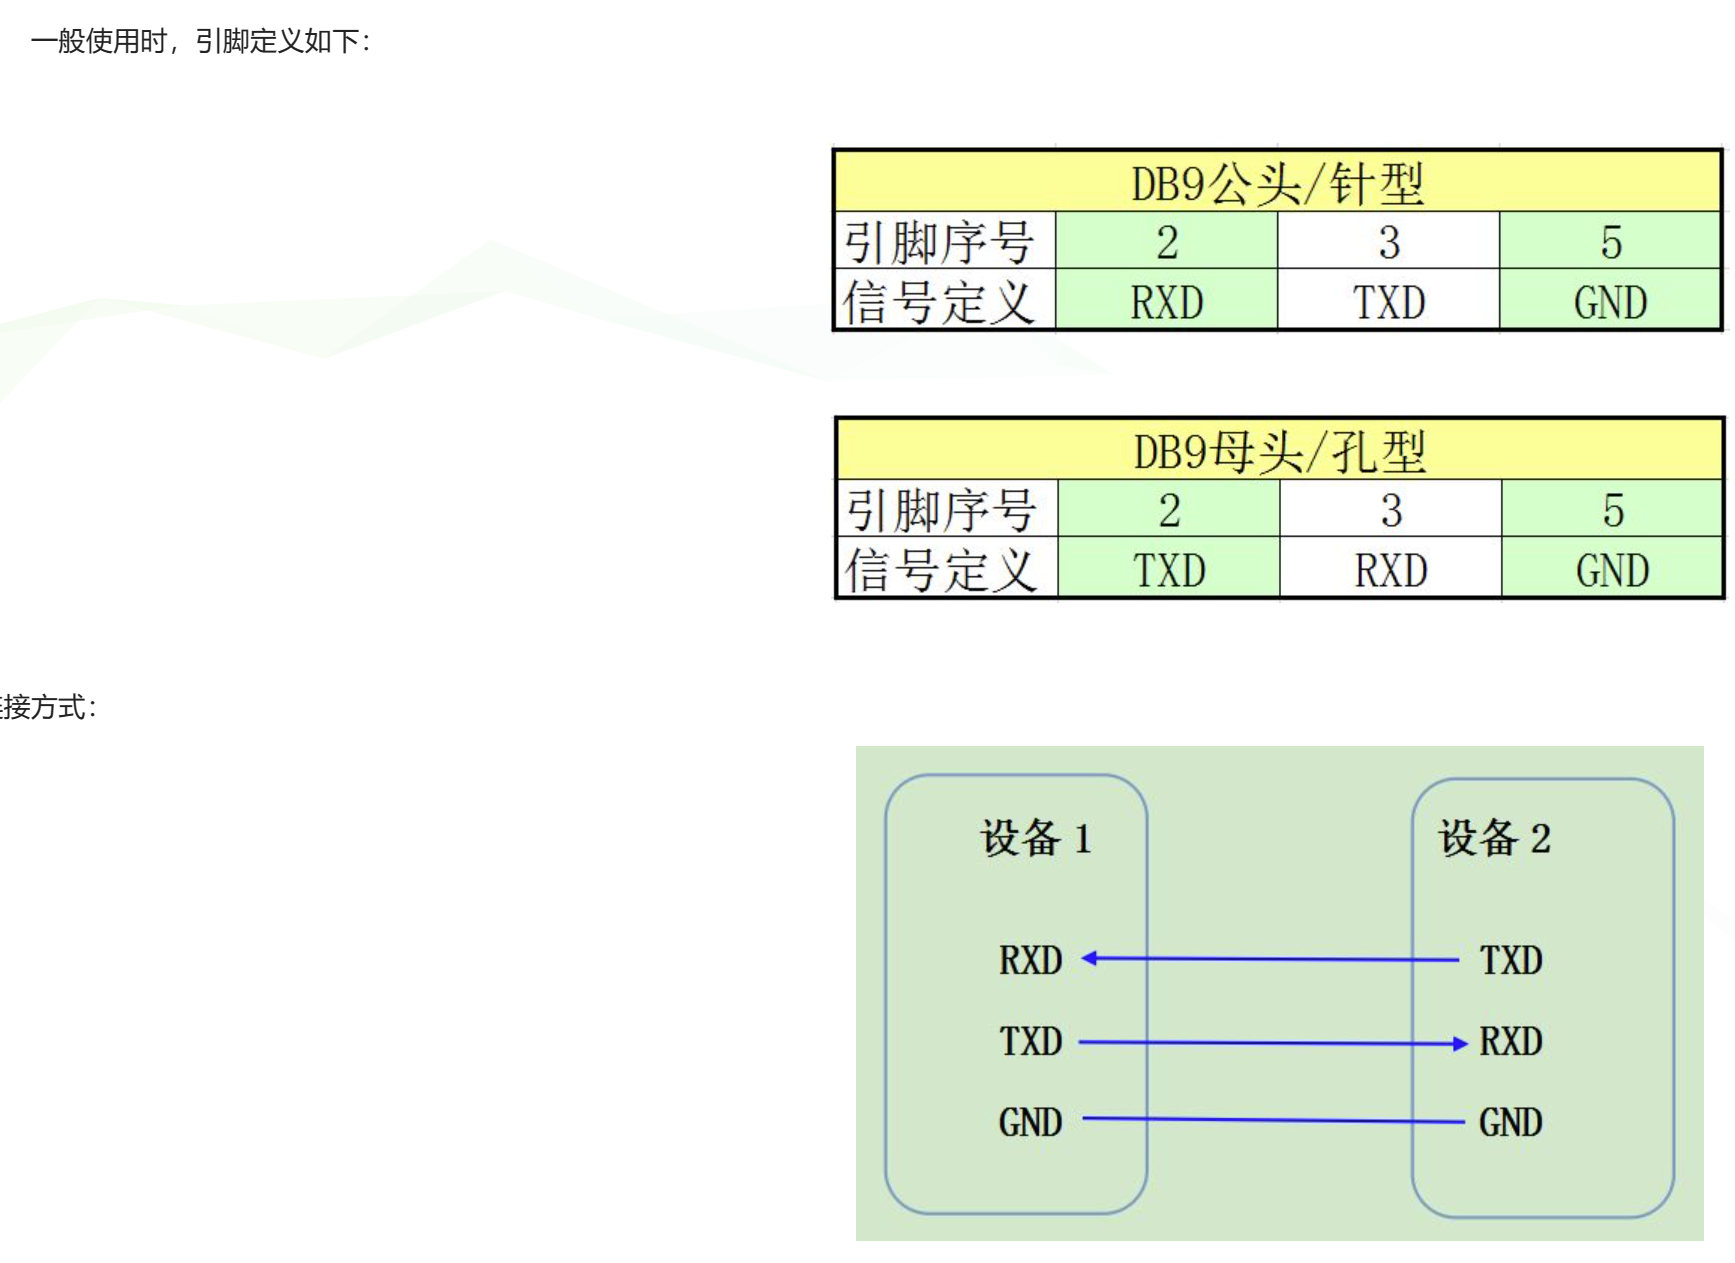 一般使用时，引脚定义如下：
DB9公头/针型
引脚序号 2 3 5
信号定义 RXD TXD GND
DB9母头/孔型
引脚序号 2 3 5
信号定义 TXD RXD GND
接方式：
设备1 设备2
RXD TXD
TXD RXD
GND GND